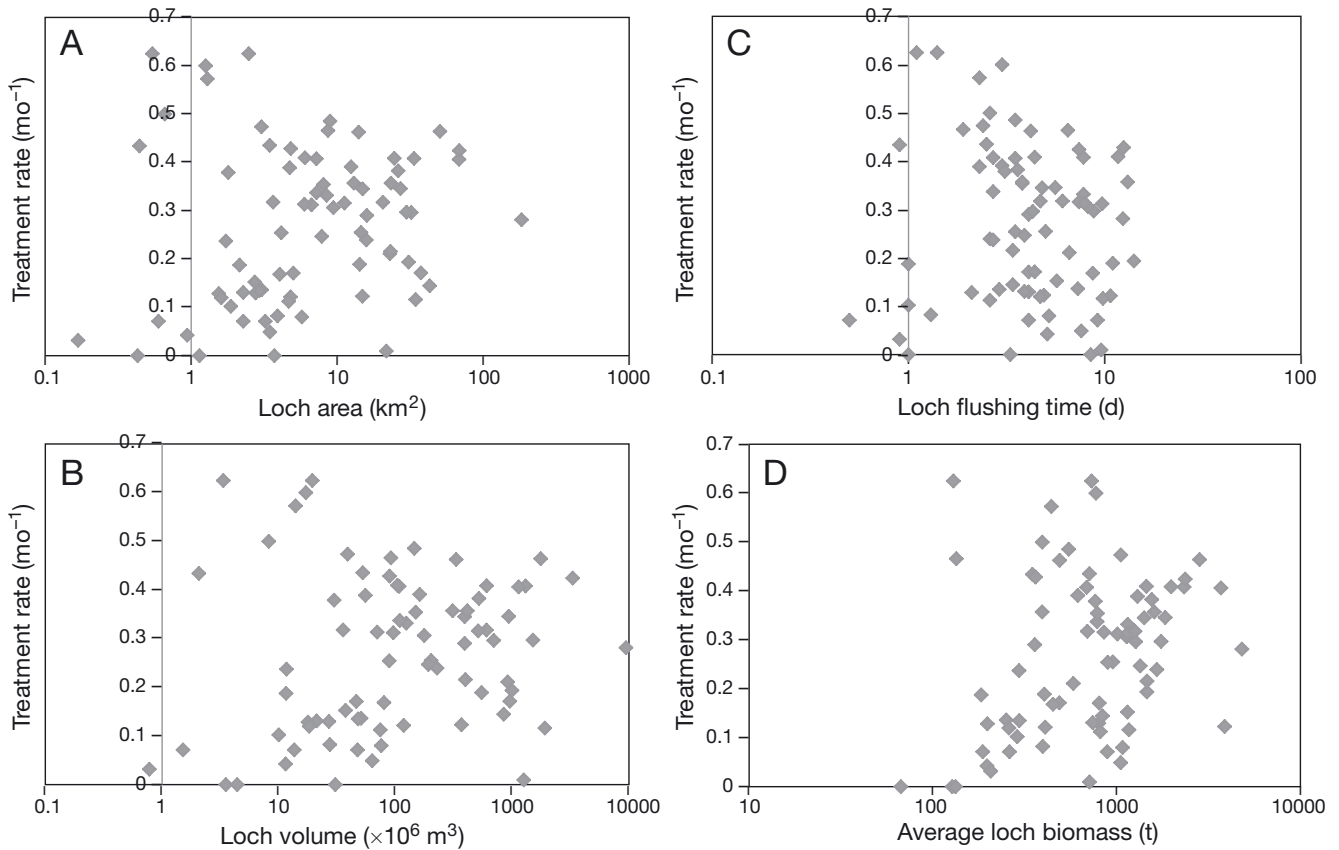 A
Treatment rate (mo⁻¹)
0.7
0.6
0.5
0.4
0.3
0.2
0.1
0
0.1 1 10 100 1000
Loch area (km²)
C
Treatment rate (mo⁻¹)
0.7
0.6
0.5
0.4
0.3
0.2
0.1
0
0.1 1 10 100
Loch flushing time (d)
B
Treatment rate (mo⁻¹)
0.7
0.6
0.5
0.4
0.3
0.2
0.1
0
0.1 1 10 100 1000 10000
Loch volume (×10⁶ m³)
D
Treatment rate (mo⁻¹)
0.7
0.6
0.5
0.4
0.3
0.2
0.1
0
10 100 1000 10000
Average loch biomass (t)